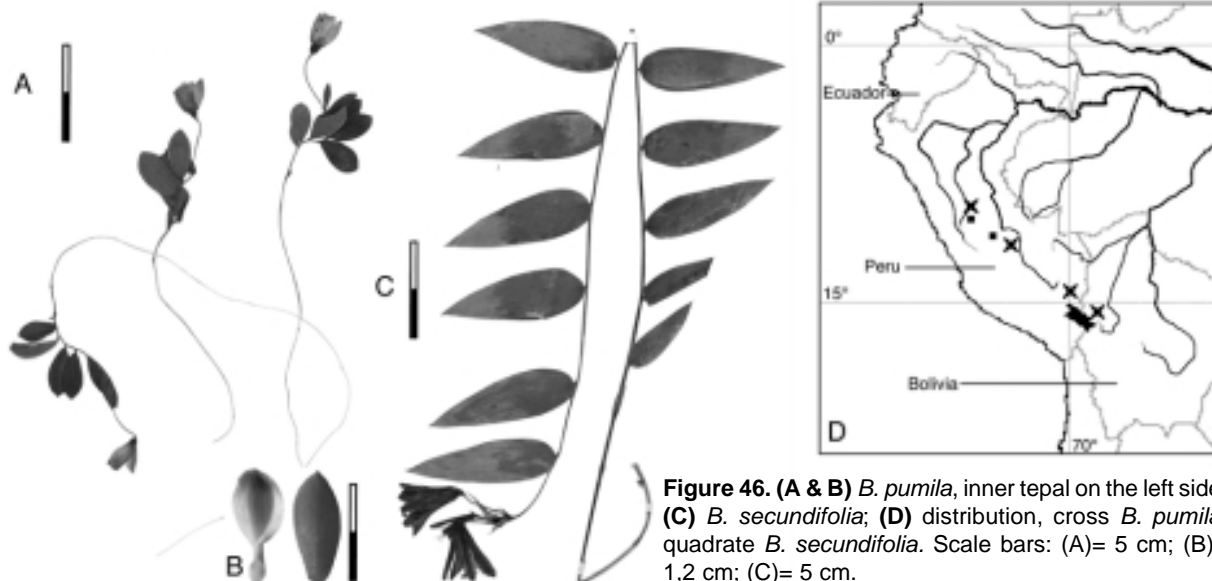 A
B
C
0°
Ecuador
Peru
15°
Bolivia
D
70°
Figure 46. (A & B) B. pumila, inner tepal on the left side
(C) B. secundifolia; (D) distribution, cross B. pumila
quadrate B. secundifolia. Scale bars: (A)= 5 cm; (B)
1,2 cm; (C)= 5 cm.